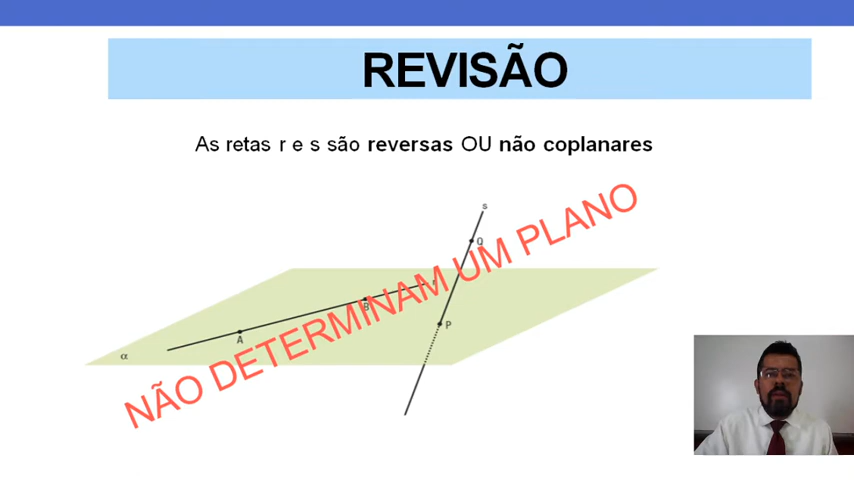 REVISÃO
As retas r e s são reversas OU não coplanares
s
Q
NÃO DETERMINAM UM PLANO
r
B
A
P
α